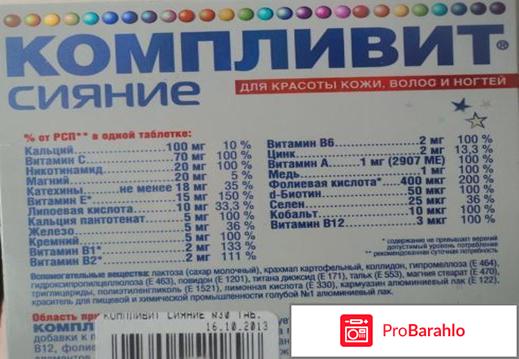 КОМПЛИВИТ®
СИЯНИЕ
ДЛЯ КРАСОТЫ КОЖИ, ВОЛОС И НОГТЕЙ
% от РСП** в одной таблетке:
Кальций 100 мг 10 %
Витамин С 70 мг 100 %
Никотинамид 20 мг 100 %
Магний 20 мг 5 %
Катехины не менее 18 мг 35 %
Витамин Е* 15 мг 150 %
Липоевая кислота 10 мг 33,3 %
Кальция пантотенат 5 мг 100 %
Железо 5 мг 36 %
Кремний 5 мг 100 %
Витамин В1* 2 мг 133 %
Витамин В2* 2 мг 111 %
Витамин В6 2 мг 100 %
Цинк 2 мг 13,3 %
Витамин А 1 мг (2907 МЕ) 100 %
Медь 1 мг 100 %
Фолиевая кислота* 400 мкг 200 %
d-Биотин 50 мкг 100 %
Селен 25 мкг 36 %
Кобальт 10 мкг 100 %
Витамин В12 3 мкг 100 %
*содержание не превышает верхний
допустимый уровень потребления
** рекомендованная суточная потребность
Вспомогательные вещества: лактоза (сахар молочный), крахмал картофельный, коллидон, гипромеллоза (Е 464),
гидроксипропилцеллюлоза (Е 463), повидон (Е 1201), титана диоксид (Е 171), тальк (Е 553), магния стеарат (Е 470),
триглицериды, полиэтиленгликоль (Е 1521), лимонная кислота (Е 330), кармуазин алюминиевый лак (Е 122),
краситель для пищевой и химической промышленности голубой №1 алюминиевый лак.
Область при
КОМПЛИВИТ СИЯНИЕ N30 ТАБ.
КОМПЛ
16.10.2013
В12, фолие
ProBarahlo